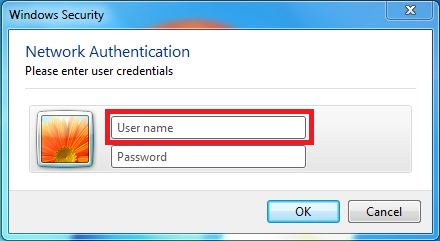 Windows Security
Network Authentication
Please enter user credentials
User name
Password
OK
Cancel